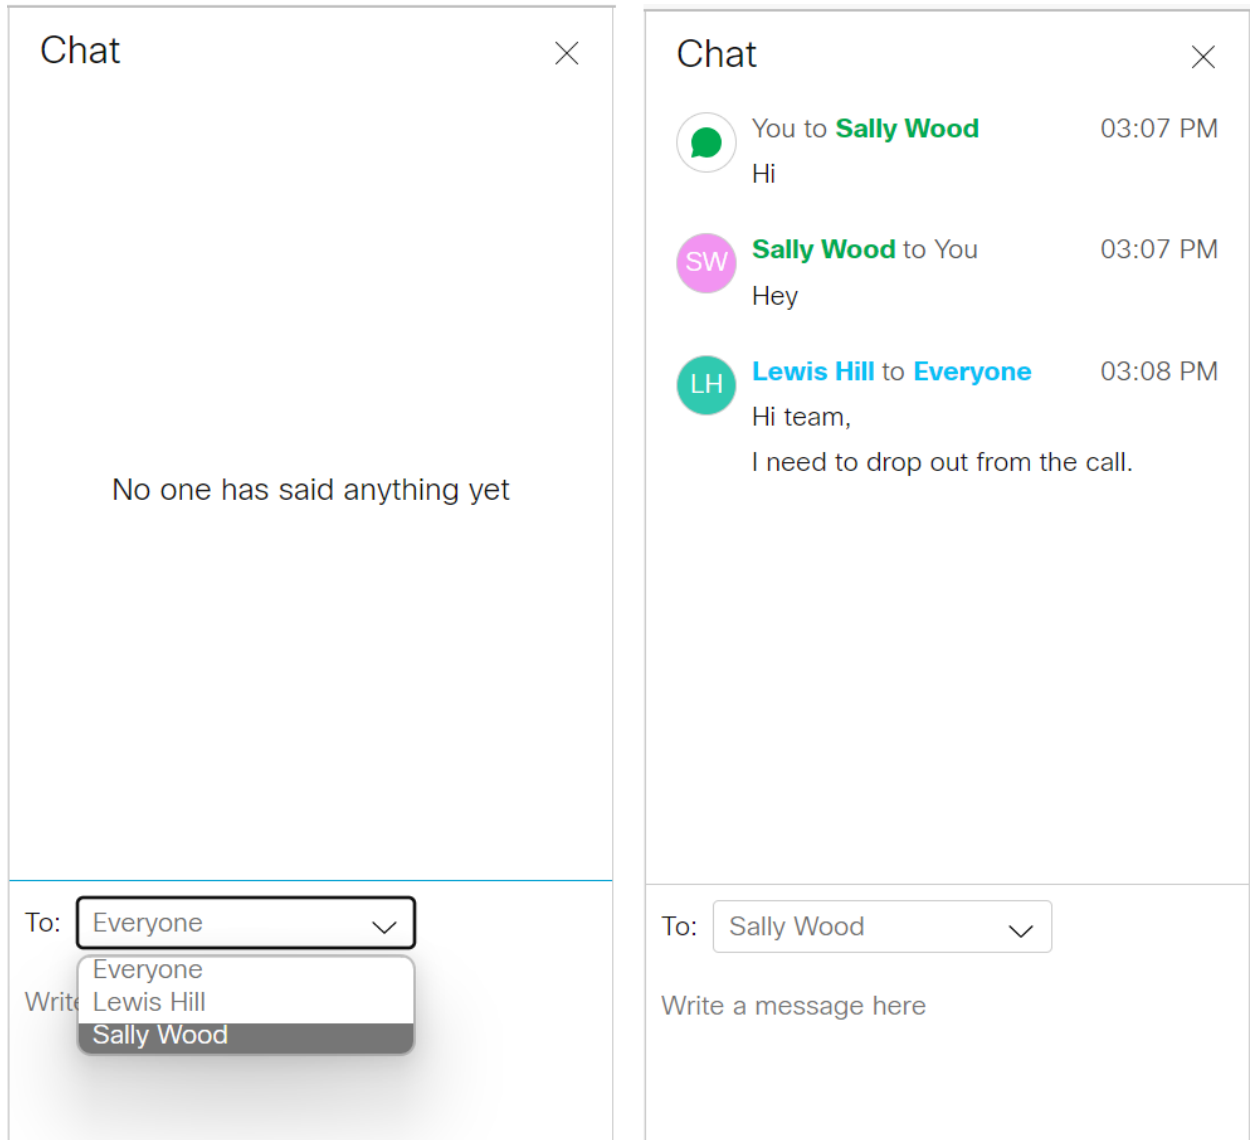 Chat
No one has said anything yet
To: Everyone
Everyone
Write
Lewis Hill
Sally Wood
Chat
You to Sally Wood 03:07 PM
Hi
SW
Sally Wood to You 03:07 PM
Hey
LH
Lewis Hill to Everyone 03:08 PM
Hi team,
I need to drop out from the call.
To: Sally Wood
Write a message here